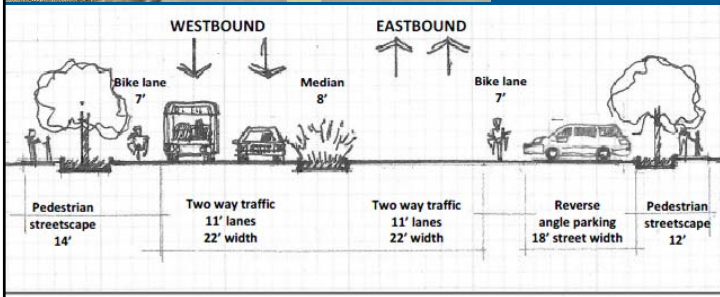 WESTBOUND
EASTBOUND
Bike lane
7'
Median
8'
Bike lane
7'
Pedestrian
streetscape
14'
Two way traffic
11' lanes
22' width
Two way traffic
11' lanes
22' width
Reverse
angle parking
18' street width
Pedestrian
streetscape
12'